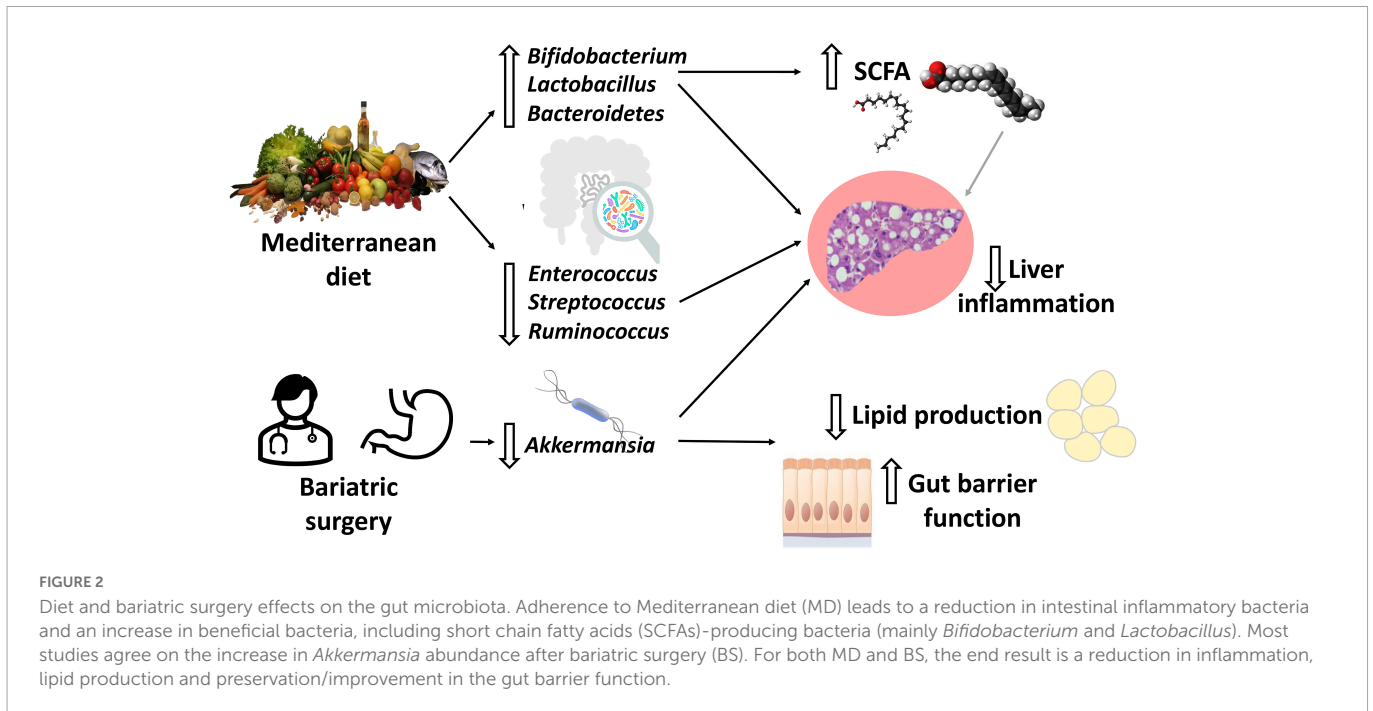 Bifidobacterium
Lactobacillus
Bacteroidetes
SCFA
Mediterranean
diet
Enterococcus
Streptococcus
Ruminococcus
Liver
inflammation
Bariatric
surgery
Akkermansia
Lipid production
Gut barrier
function
FIGURE 2
Diet and bariatric surgery effects on the gut microbiota. Adherence to Mediterranean diet (MD) leads to a reduction in intestinal inflammatory bacteria
and an increase in beneficial bacteria, including short chain fatty acids (SCFAs)-producing bacteria (mainly Bifidobacterium and Lactobacillus). Most
studies agree on the increase in Akkermansia abundance after bariatric surgery (BS). For both MD and BS, the end result is a reduction in inflammation,
lipid production and preservation/improvement in the gut barrier function.